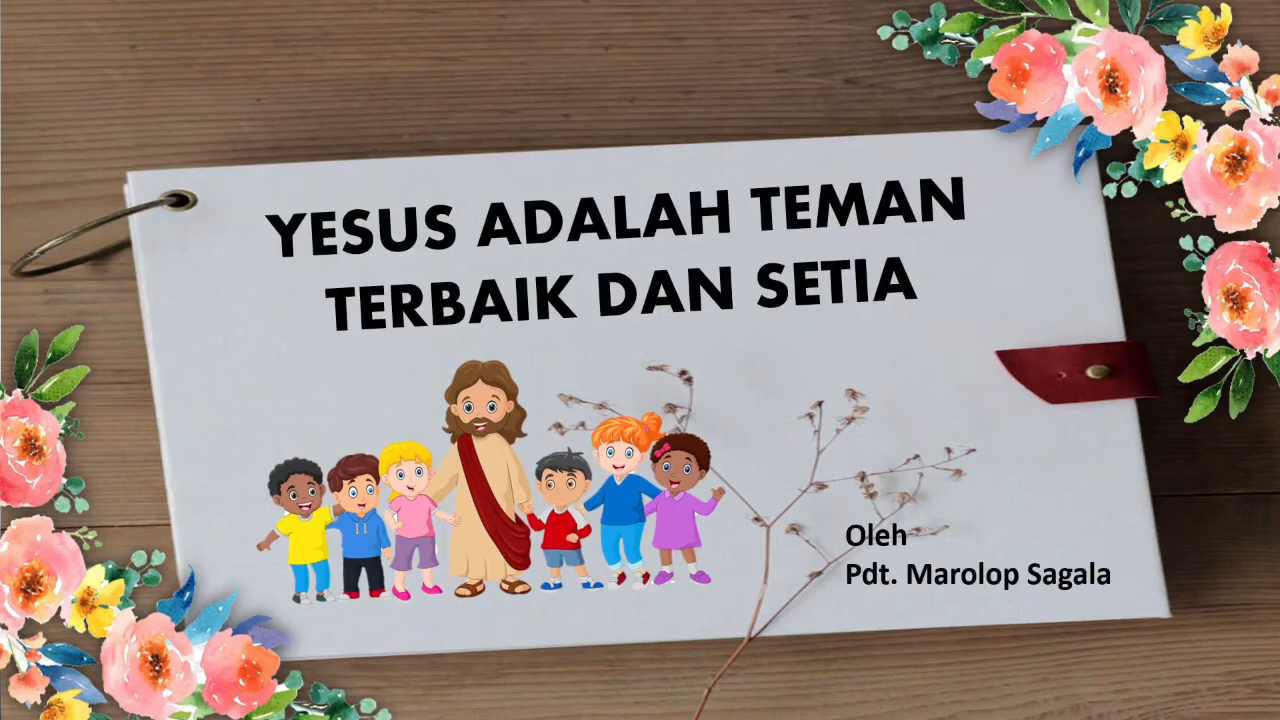 YESUS ADALAH TEMAN
TERBAIK DAN SETIA
Oleh
Pdt. Marolop Sagala